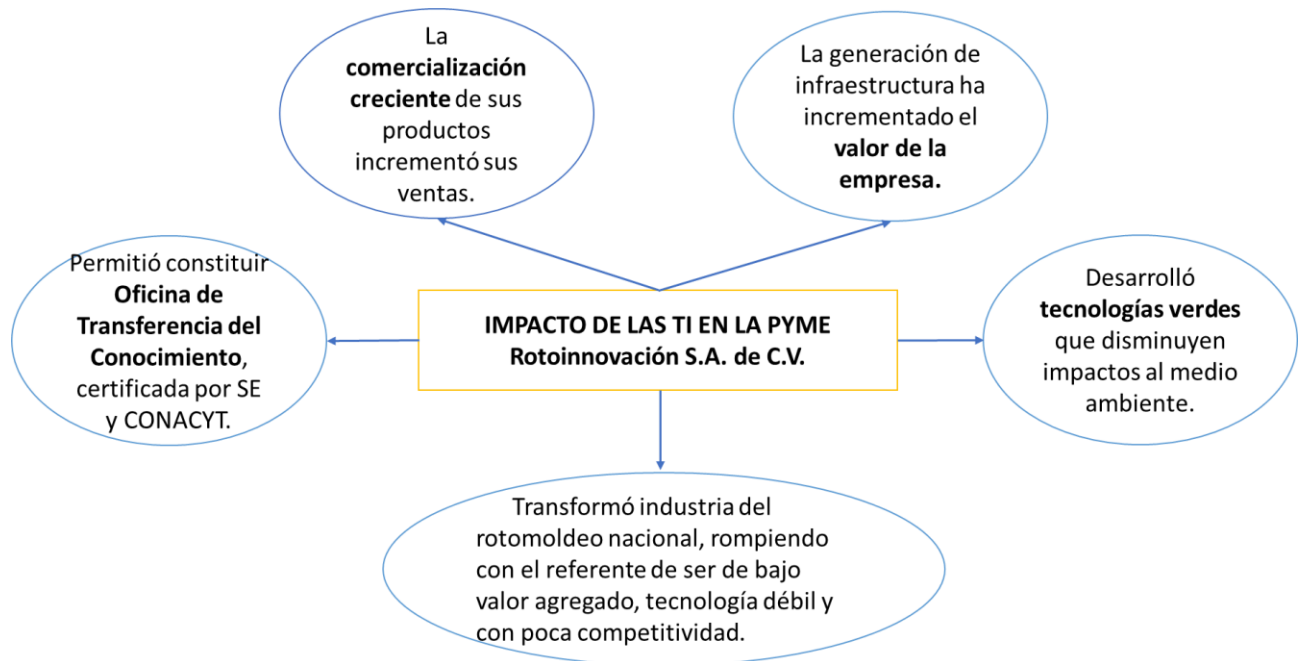 La
comercialización
creciente de sus
productos
incrementó sus
ventas.
La generación de
infraestructura ha
incrementado el
valor de la
empresa.
Permitió constituir
Oficina de
Transferencia del
Conocimiento,
certificada por SE
y CONACYT.
IMPACTO DE LAS TI EN LA PYME
Rotoinnovación S.A. de C.V.
Desarrolló
tecnologías verdes
que disminuyen
impactos al medio
ambiente.
Transformó industria del
rotomoldeo nacional, rompiendo
con el referente de ser de bajo
valor agregado, tecnología débil y
con poca competitividad.